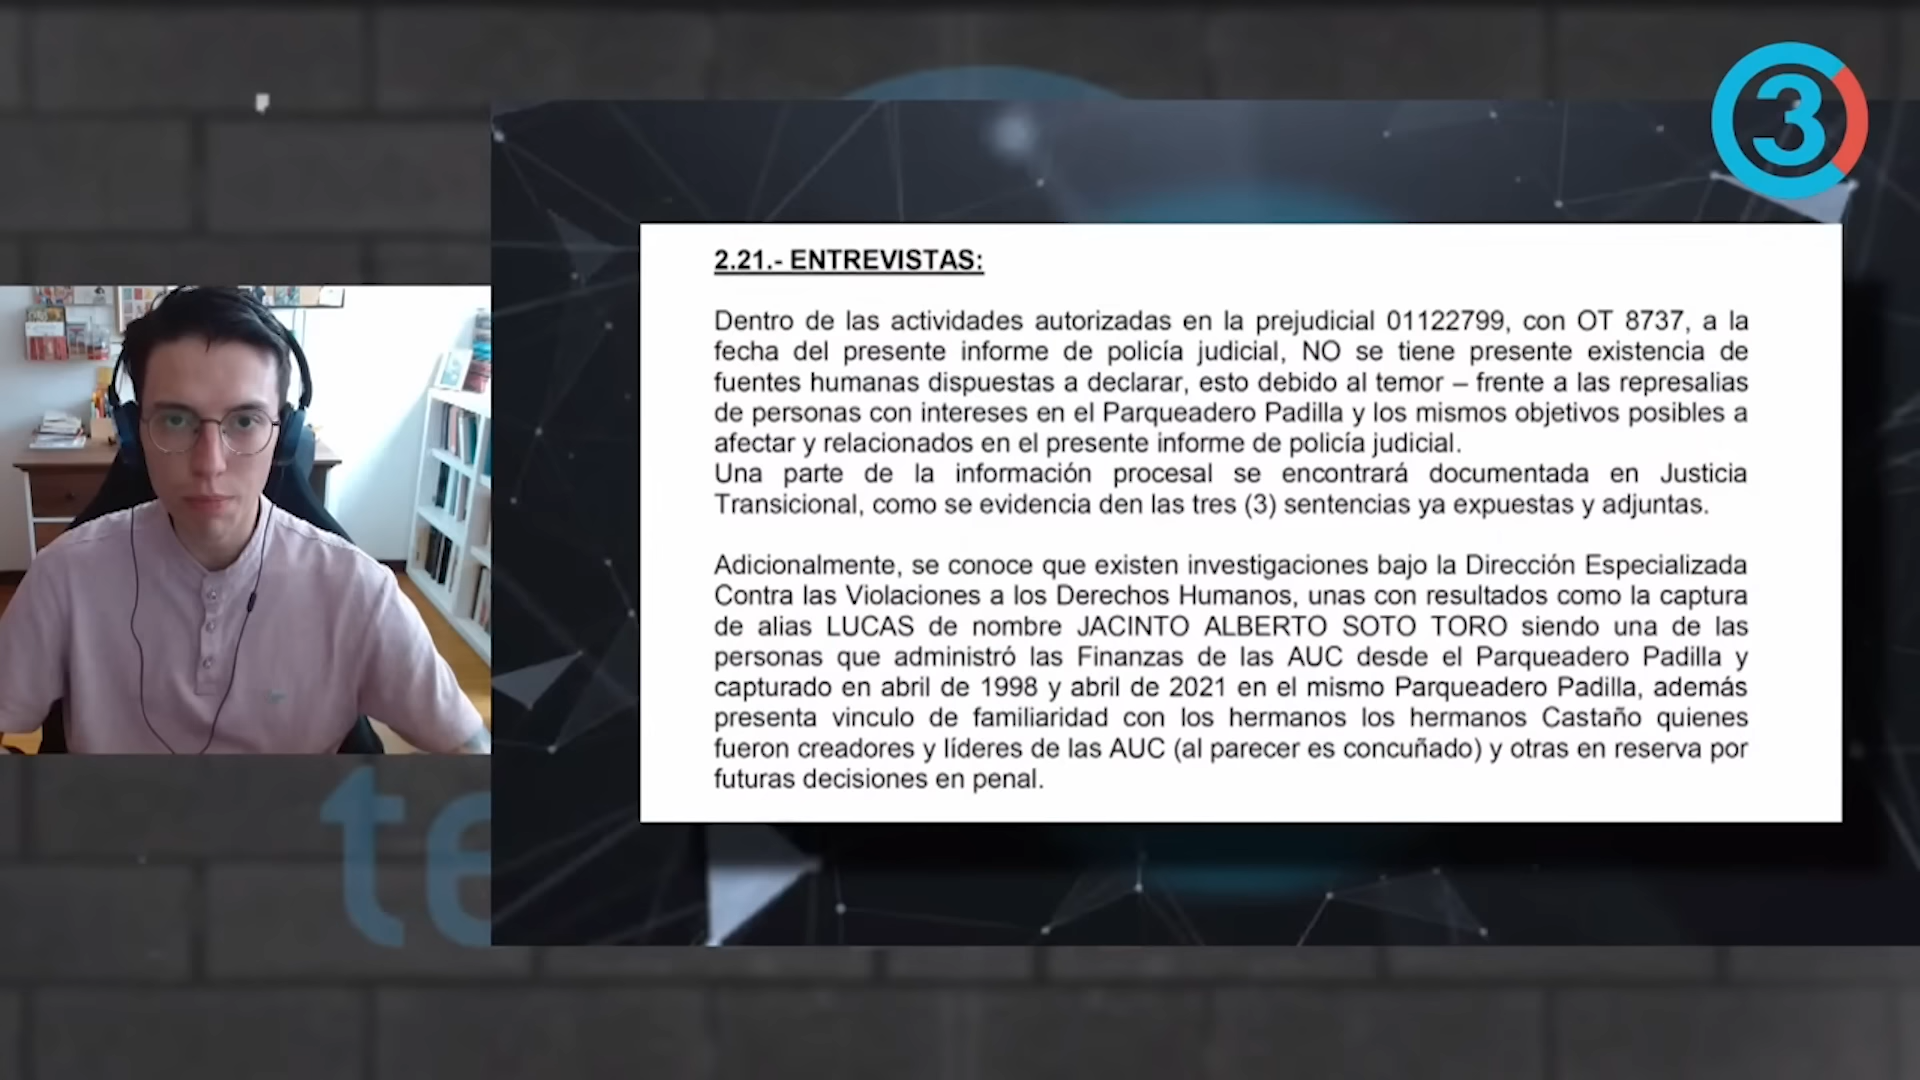 3
2.21.- ENTREVISTAS:
Dentro de las actividades autorizadas en la prejudicial 01122799, con OT 8737, a la
fecha del presente informe de policía judicial, NO se tiene presente existencia de
fuentes humanas dispuestas a declarar, esto debido al temor – frente a las represalias
de personas con intereses en el Parqueadero Padilla y los mismos objetivos posibles a
afectar y relacionados en el presente informe de policía judicial.
Una parte de la información procesal se encontrará documentada en Justicia
Transicional, como se evidencia den las tres (3) sentencias ya expuestas y adjuntas.
Adicionalmente, se conoce que existen investigaciones bajo la Dirección Especializada
Contra las Violaciones a los Derechos Humanos, unas con resultados como la captura
de alias LUCAS de nombre JACINTO ALBERTO SOTO TORO siendo una de las
personas que administró las Finanzas de las AUC desde el Parqueadero Padilla y
capturado en abril de 1998 y abril de 2021 en el mismo Parqueadero Padilla, además
presenta vinculo de familiaridad con los hermanos los hermanos Castaño quienes
fueron creadores y líderes de las AUC (al parecer es concuñado) y otras en reserva por
futuras decisiones en penal.
te